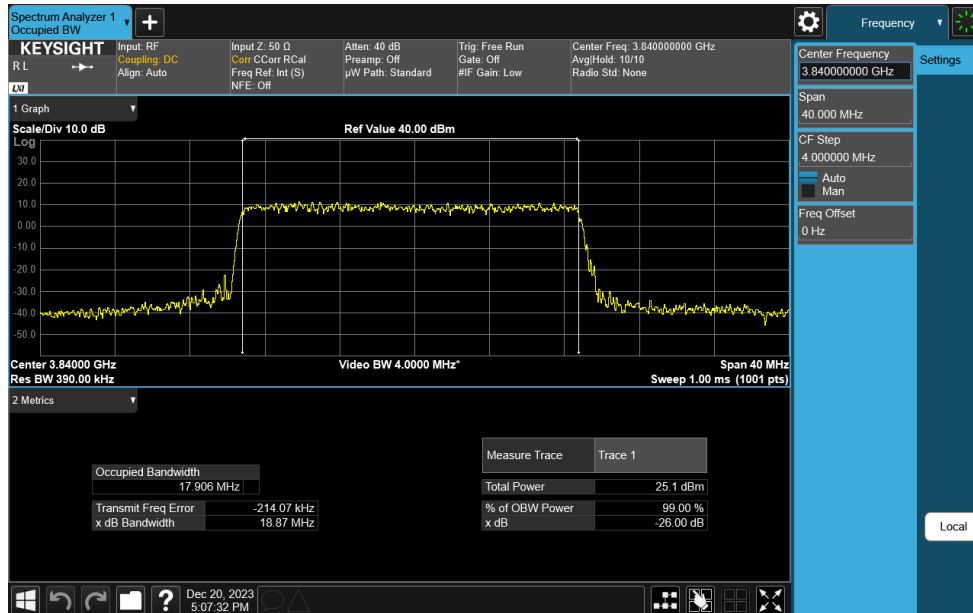 Spectrum Analyzer 1
Occupied BW
KEYSIGHT
R L
LXI
Input: RF
Coupling: DC
Align: Auto
Input Z: 50 Ω
Corr CCorr RCal
Freq Ref: Int (S)
NFE: Off
Atten: 40 dB
Preamp: Off
µW Path: Standard
Trig: Free Run
Gate: Off
#IF Gain: Low
Center Freq: 3.840000000 GHz
Avg|Hold: 10/10
Radio Std: None
1 Graph
Scale/Div 10.0 dB
Ref Value 40.00 dBm
Log
30.0
20.0
10.0
0.00
-10.0
-20.0
-30.0
-40.0
-50.0
Center 3.84000 GHz
Video BW 4.0000 MHz*
Span 40 MHz
Res BW 390.00 kHz
Sweep 1.00 ms (1001 pts)
2 Metrics
Occupied Bandwidth
17.906 MHz
Transmit Freq Error -214.07 kHz
x dB Bandwidth 18.87 MHz
Measure Trace Trace 1
Total Power 25.1 dBm
% of OBW Power 99.00 %
x dB -26.00 dB
Dec 20, 2023
5:07:32 PM
Frequency
Center Frequency
3.840000000 GHz
Span
40.000 MHz
CF Step
4.000000 MHz
Auto
Man
Freq Offset
0 Hz
Settings
Local